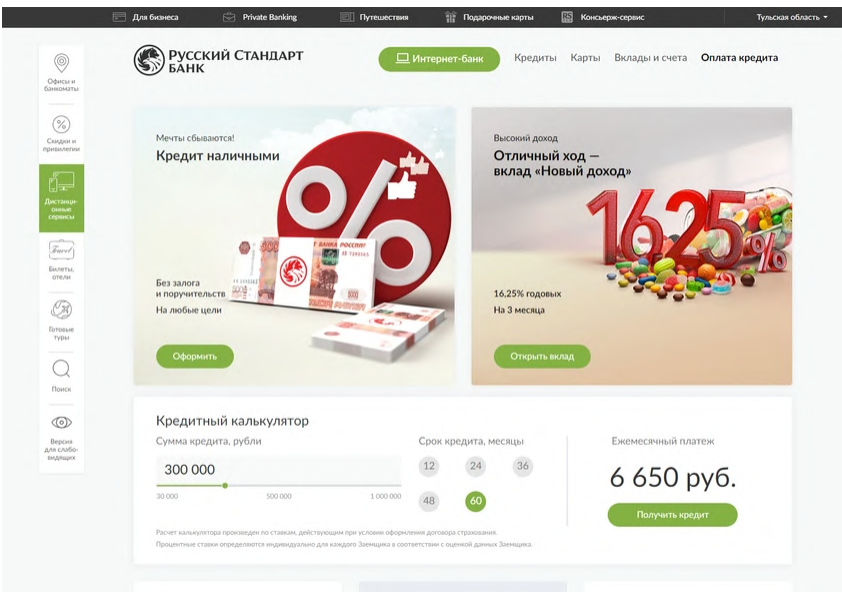 Для бизнеса
Private Banking
Путешествия
Подарочные карты
RS
Консьерж-сервис
Тульская область
Русский Стандарт
Банк
Интернет-банк
Кредиты
Карты
Вклады и счета
Оплата кредита
Офисы и
банкоматы
Скидки и
привилегии
Дистанци-
онные
сервисы
Travel
Билеты,
отели
Готовые
туры
Поиск
Версия
для слабо-
видящих
Мечты сбываются!
Кредит наличными
%
БАНКА РОССИИ
Без залога
и поручительств
На любые цели
Оформить
Высокий доход
Отличный ход —
вклад «Новый доход»
16,25%
16,25% годовых
На 3 месяца
Открыть вклад
Кредитный калькулятор
Сумма кредита, рубли
300 000
30 000
500 000
1 000 000
Срок кредита, месяцы
12
24
36
48
60
Ежемесячный платеж
6 650 руб.
Получить кредит
Расчет калькулятора произведен по ставкам, действующим при условии оформления договора страхования.
Процентные ставки определяются индивидуально для каждого Заемщика в соответствии с оценкой данных Заемщика.